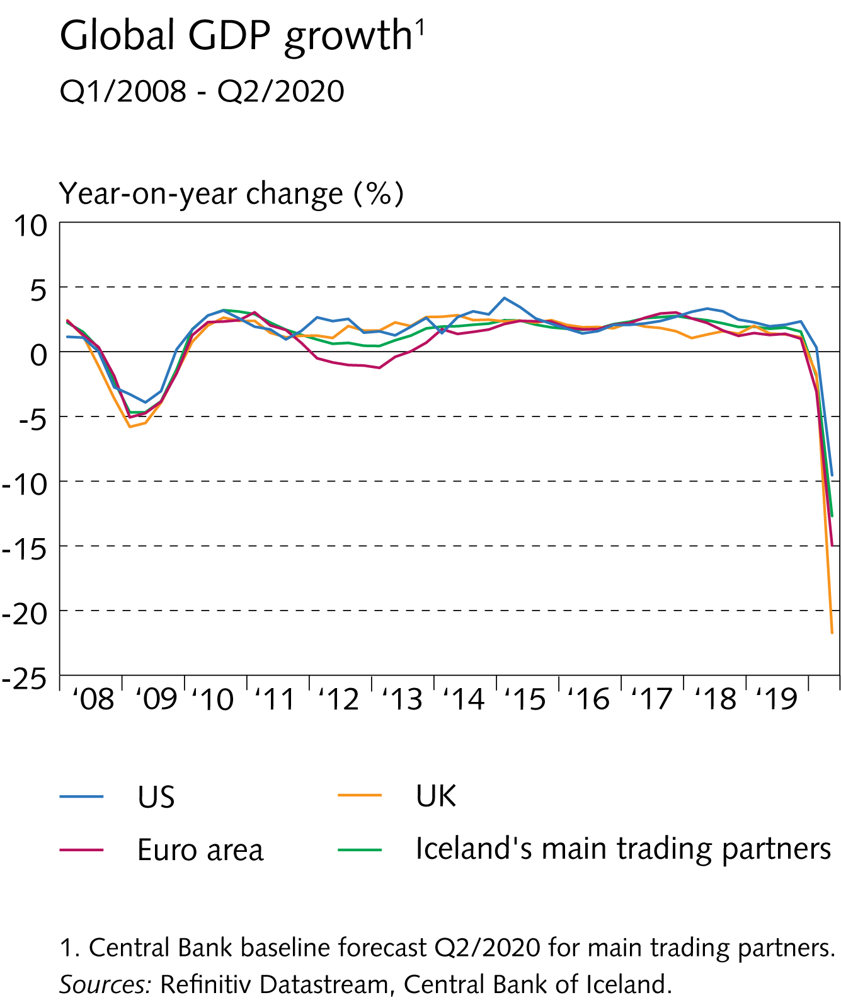 Global GDP growth¹
Q1/2008 - Q2/2020
Year-on-year change (%)
10
5
0
-5
-10
-15
-20
-25
‘08 ‘09 ‘10 ‘11 ‘12 ‘13 ‘14 ‘15 ‘16 ‘17 ‘18 ‘19
US UK
Euro area Iceland's main trading partners
1. Central Bank baseline forecast Q2/2020 for main trading partners.
Sources: Refinitiv Datastream, Central Bank of Iceland.